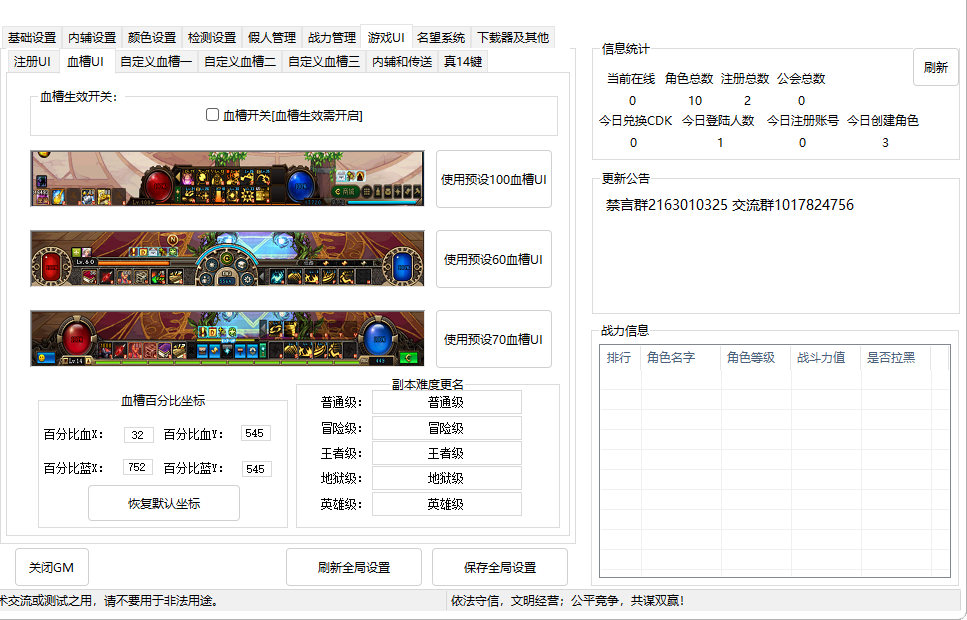 基础设置 内辅设置 颜色设置 检测设置 假人管理 战力管理 游戏UI 名望系统 下载器及其他
注册UI 血槽UI 自定义血槽一 自定义血槽二 自定义血槽三 内辅和传送 真14键
血槽生效开关：
血槽开关[血槽生效需开启]
使用预设100血槽UI
使用预设60血槽UI
使用预设70血槽UI
血槽百分比坐标
百分比血X： 32 百分比血Y： 545
百分比蓝X： 752 百分比蓝Y： 545
恢复默认坐标
副本难度更名
普通级： 普通级
冒险级： 冒险级
王者级： 王者级
地狱级： 地狱级
英雄级： 英雄级
关闭GM 刷新全局设置 保存全局设置
信息统计
刷新
当前在线 角色总数 注册总数 公会总数
0 10 2 0
今日兑换CDK 今日登陆人数 今日注册账号 今日创建角色
0 1 0 3
更新公告
禁言群2163010325 交流群1017824756
战力信息
排行 角色名字 角色等级 战斗力值 是否拉黑
术交流或测试之用，请不要用于非法用途。
依法守信，文明经营；公平竞争，共谋双赢！